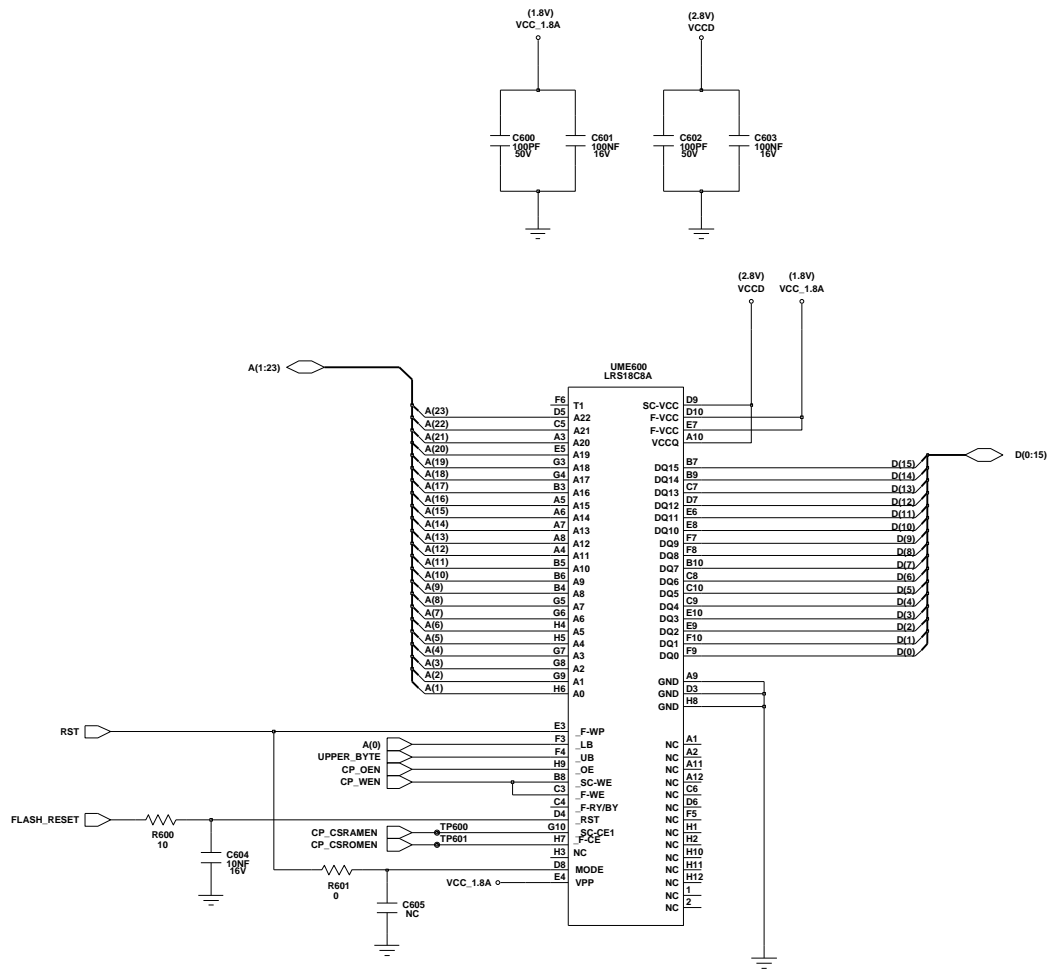 (1.8V)
VCC_1.8A
(2.8V)
VCCD
C600
100PF
50V
C601
100NF
16V
C602
100PF
50V
C603
100NF
16V
(2.8V)
VCCD
(1.8V)
VCC_1.8A
A(1:23)
UME600
LRS18C8A
D(0:15)
F6 T1
A(23) D5 A22
A(22) C5 A21
A(21) A3 A20
A(20) E5 A19
A(19) G3 A18
A(18) G4 A17
A(17) B3 A16
A(16) A5 A15
A(15) A6 A14
A(14) A7 A13
A(13) A8 A12
A(12) A4 A11
A(11) B5 A10
A(10) B6 A9
A(9) B4 A8
A(8) G5 A7
A(7) G6 A6
A(6) H4 A5
A(5) H5 A4
A(4) G7 A3
A(3) G8 A2
A(2) G9 A1
A(1) H6 A0
SC-VCC D9
F-VCC D10
F-VCC E7
VCCQ A10
DQ15 B7 D(15)
DQ14 B9 D(14)
DQ13 C7 D(13)
DQ12 D7 D(12)
DQ11 E6 D(11)
DQ10 E8 D(10)
DQ9 F7 D(9)
DQ8 F8 D(8)
DQ7 B10 D(7)
DQ6 C8 D(6)
DQ5 C10 D(5)
DQ4 C9 D(4)
DQ3 E10 D(3)
DQ2 E9 D(2)
DQ1 F10 D(1)
DQ0 F9 D(0)
GND A9
GND D3
GND H8
RST E3 _F-WP
A(0) F3 _LB
UPPER_BYTE F4 _UB
CP_OEN H9 _OE
CP_WEN B8 _SC-WE
C3 _F-WE
C4 _F-RY/BY
FLASH_RESET D4 _RST
CP_CSRAMEN TP600 G10 _SC-CE1
CP_CSROMEN TP601 H7 _F-CE
H3 NC
D8 MODE
VCC_1.8A E4 VPP
R600
10
C604
10NF
16V
R601
0
C605
NC
NC A1
NC A2
NC A11
NC A12
NC C6
NC D6
NC F5
NC H1
NC H2
NC H10
NC H11
NC H12
NC 1
NC 2